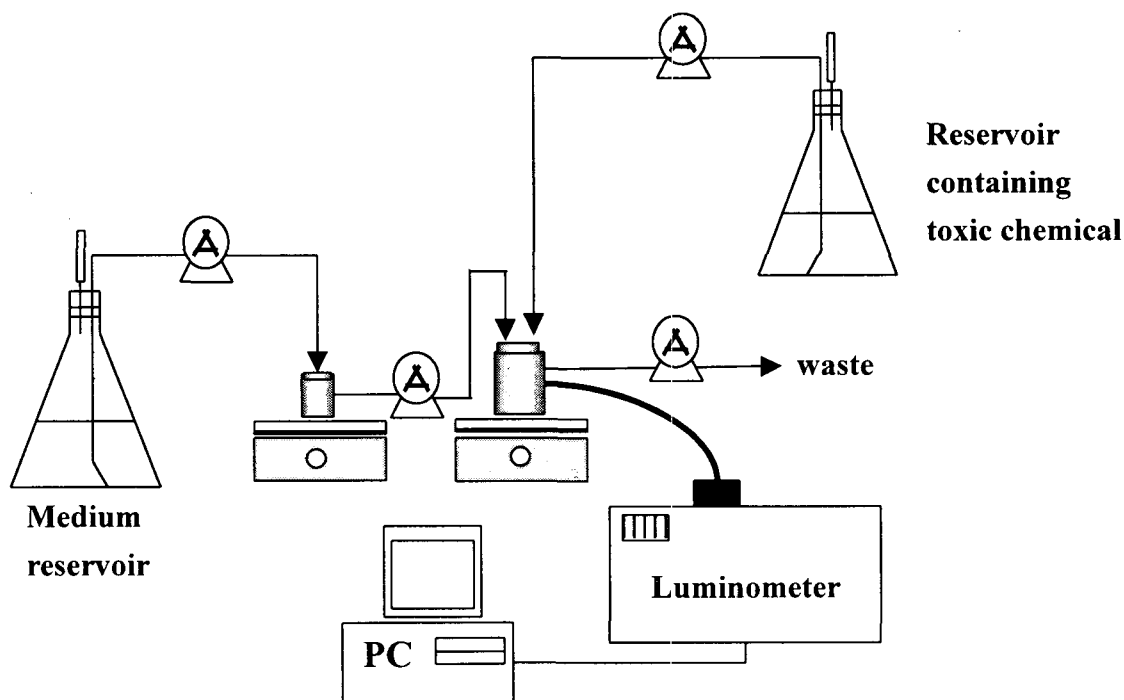 Reservoir
containing
toxic chemical
waste
Medium
reservoir
Luminometer
PC